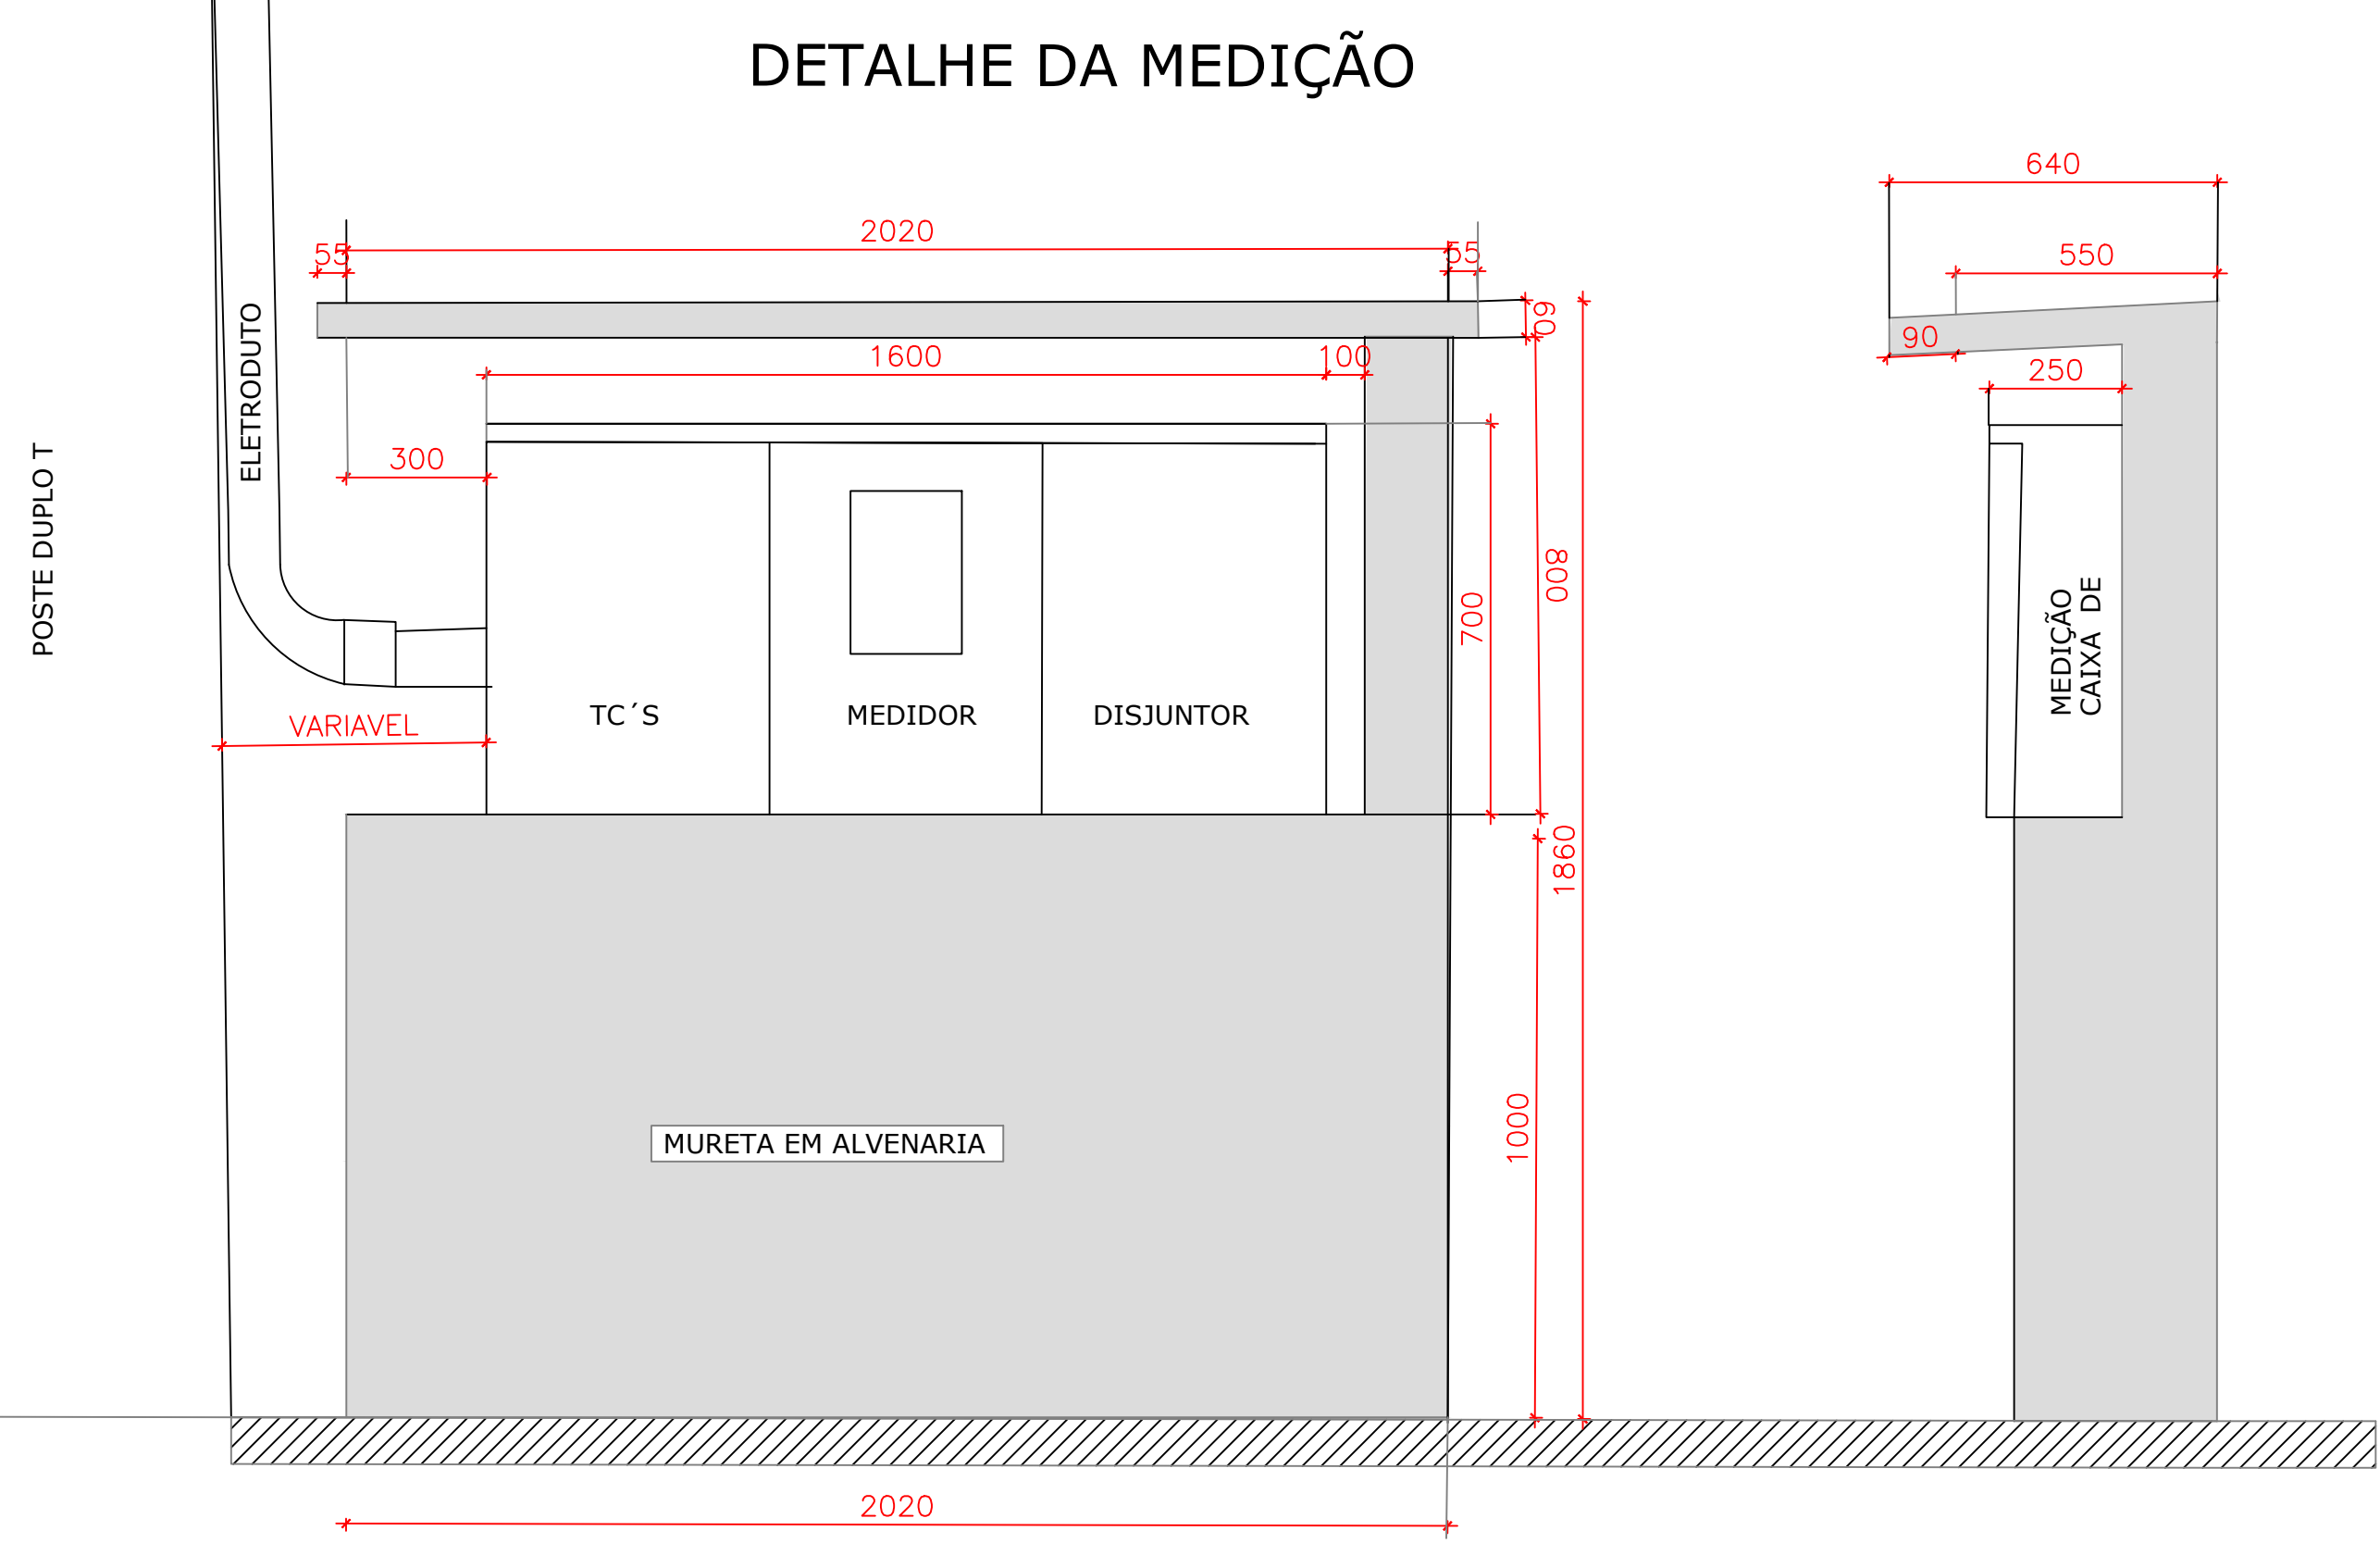 DETALHE DA MEDIÇÃO
640
2020
55
55
550
ELETRODUTO
60
90
1600
100
250
300
POSTE DUPLO T
800
700
MEDIÇÃO
CAIXA DE
TC´S
MEDIDOR
DISJUNTOR
VARIAVEL
1860
1000
MURETA EM ALVENARIA
2020